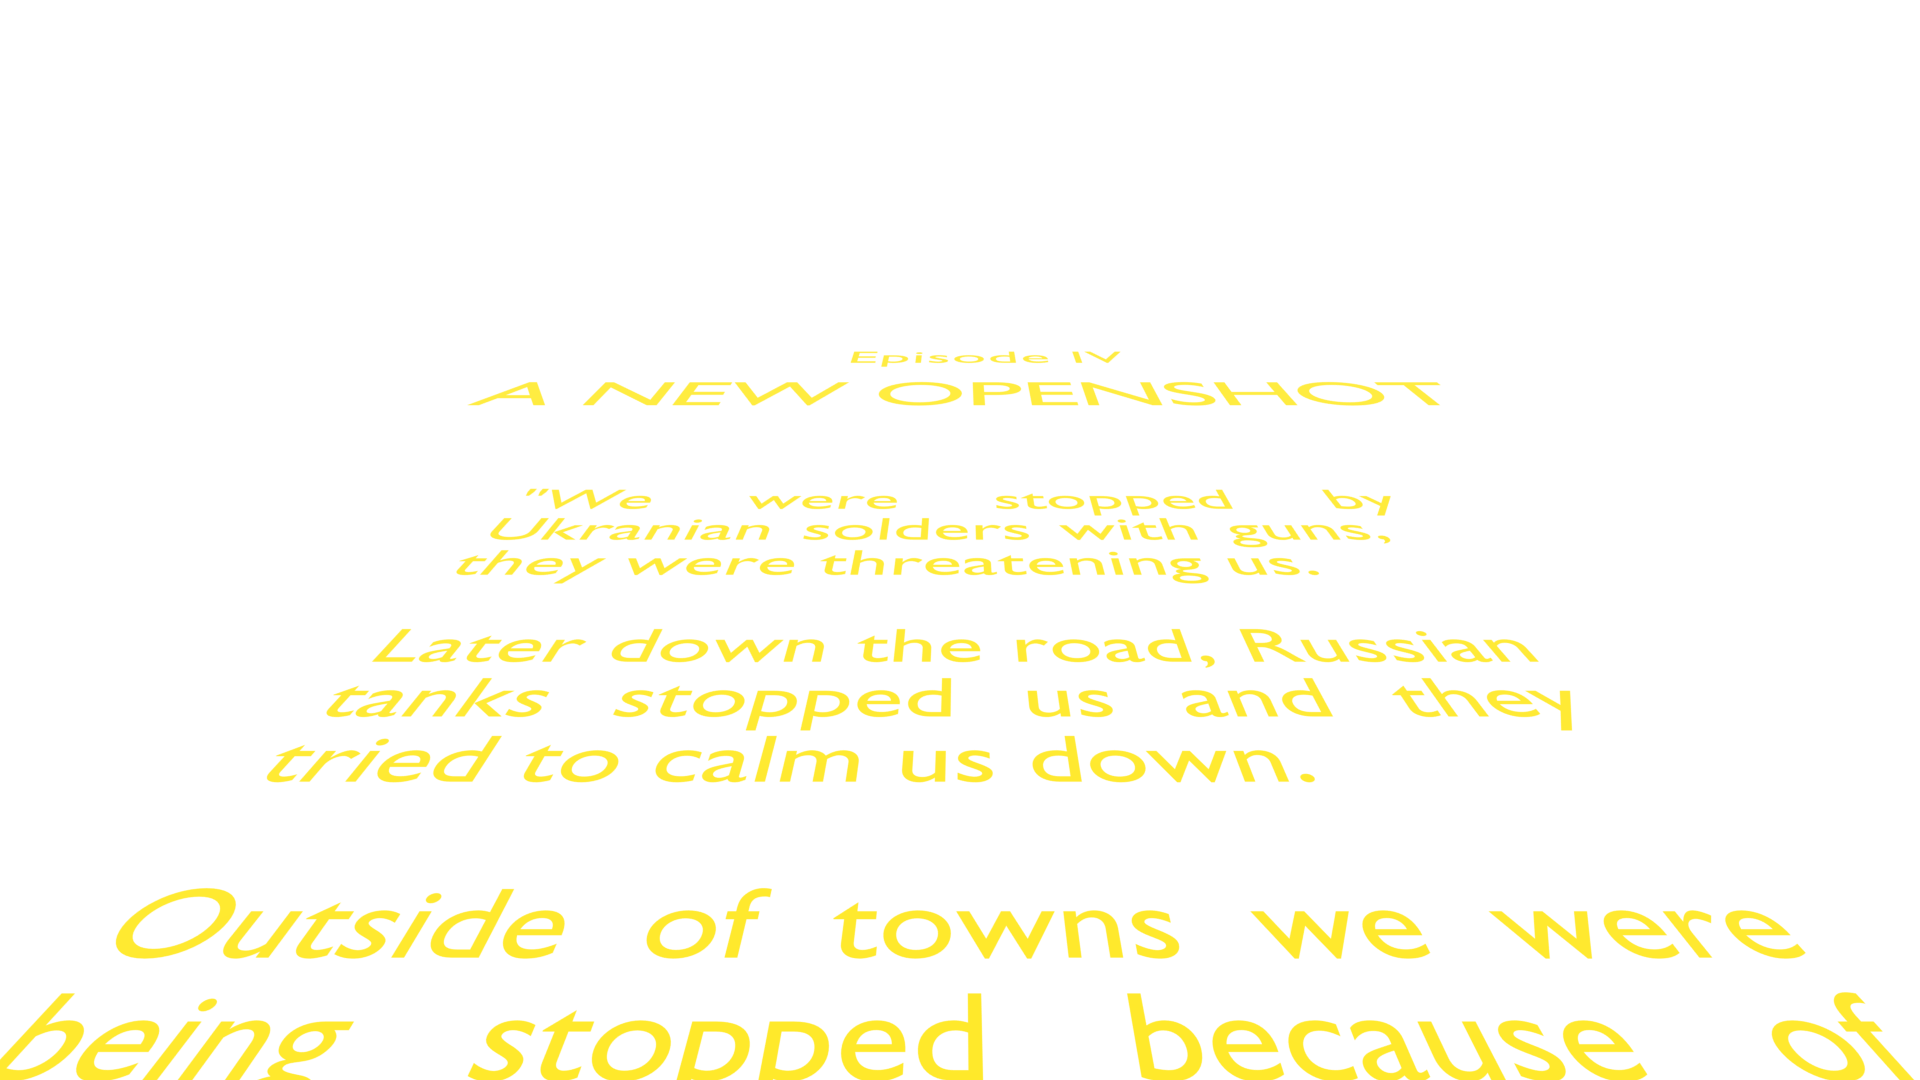 Episode IV
A NEW OPENSHOT
"We were stopped by
Ukranian solders with guns,
they were threatening us.
Later down the road, Russian
tanks stopped us and they
tried to calm us down.
Outside of towns we were
being stopped because of